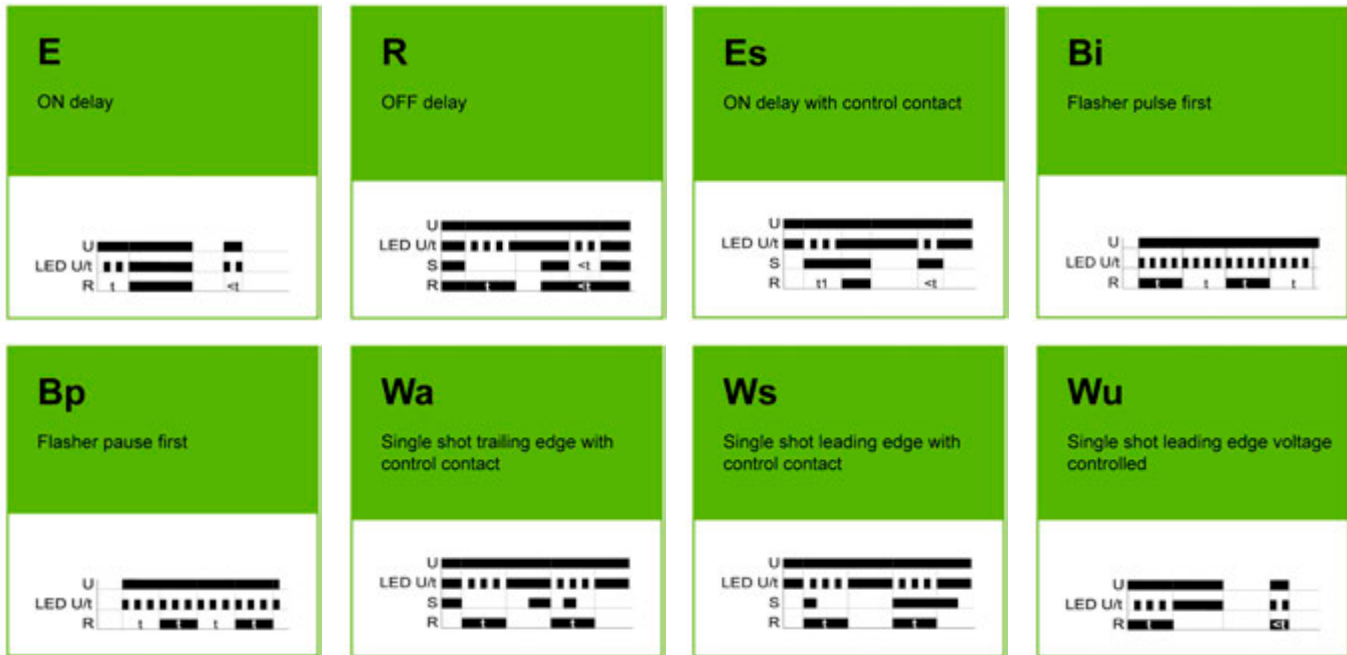 E
ON delay
U
LED U/t
R
t
<t
R
OFF delay
U
LED U/t
S
<t
R
t
<t
Es
ON delay with control contact
U
LED U/t
S
R
t1
<t
Bi
Flasher pulse first
U
LED U/t
R
t
t
t
t
Bp
Flasher pause first
U
LED U/t
R
t
t
t
t
Wa
Single shot trailing edge with
control contact
U
LED U/t
S
R
t
t
Ws
Single shot leading edge with
control contact
U
LED U/t
S
R
t
t
Wu
Single shot leading edge voltage
controlled
U
LED U/t
R
t
<t